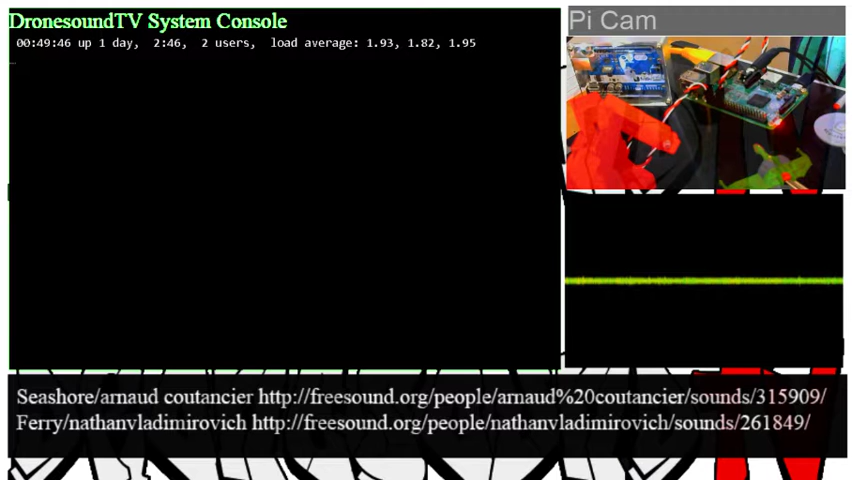 DronesoundTV System Console
00:49:46 up 1 day,  2:46,  2 users,  load average: 1.93, 1.82, 1.95
Pi Cam
Seashore/arnaud coutancier http://freesound.org/people/arnaud%20coutancier/sounds/315909/
Ferry/nathanvladimirovich http://freesound.org/people/nathanvladimirovich/sounds/261849/